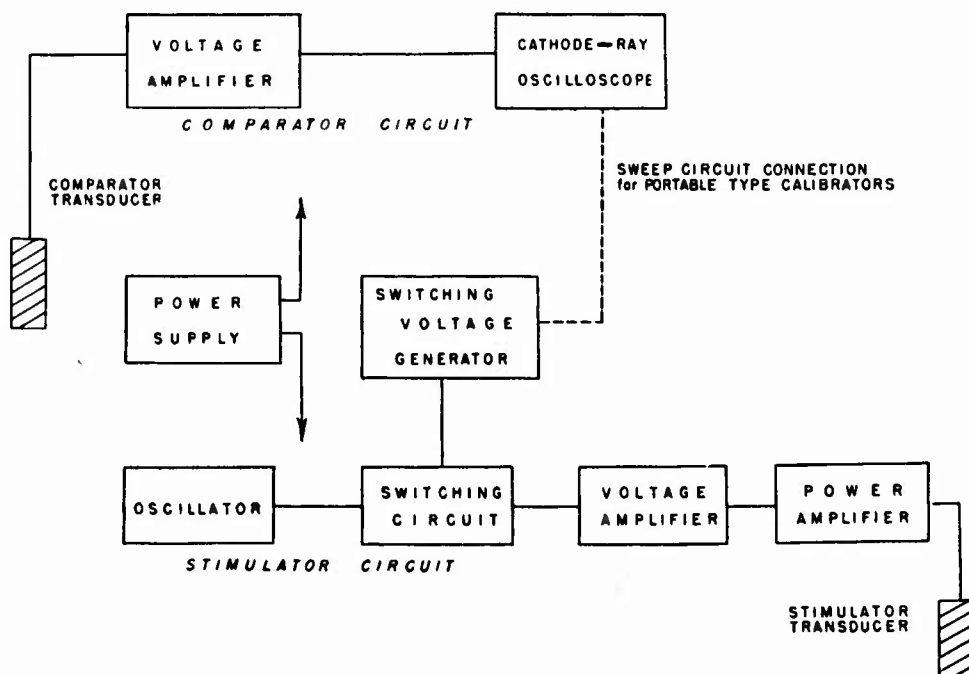 VOLTAGE
AMPLIFIER
CATHODE-RAY
OSCILLOSCOPE
COMPARATOR CIRCUIT
SWEEP CIRCUIT CONNECTION
for PORTABLE TYPE CALIBRATORS
COMPARATOR
TRANSDUCER
POWER
SUPPLY
SWITCHING
VOLTAGE
GENERATOR
OSCILLATOR
SWITCHING
CIRCUIT
VOLTAGE
AMPLIFIER
POWER
AMPLIFIER
STIMULATOR CIRCUIT
STIMULATOR
TRANSDUCER